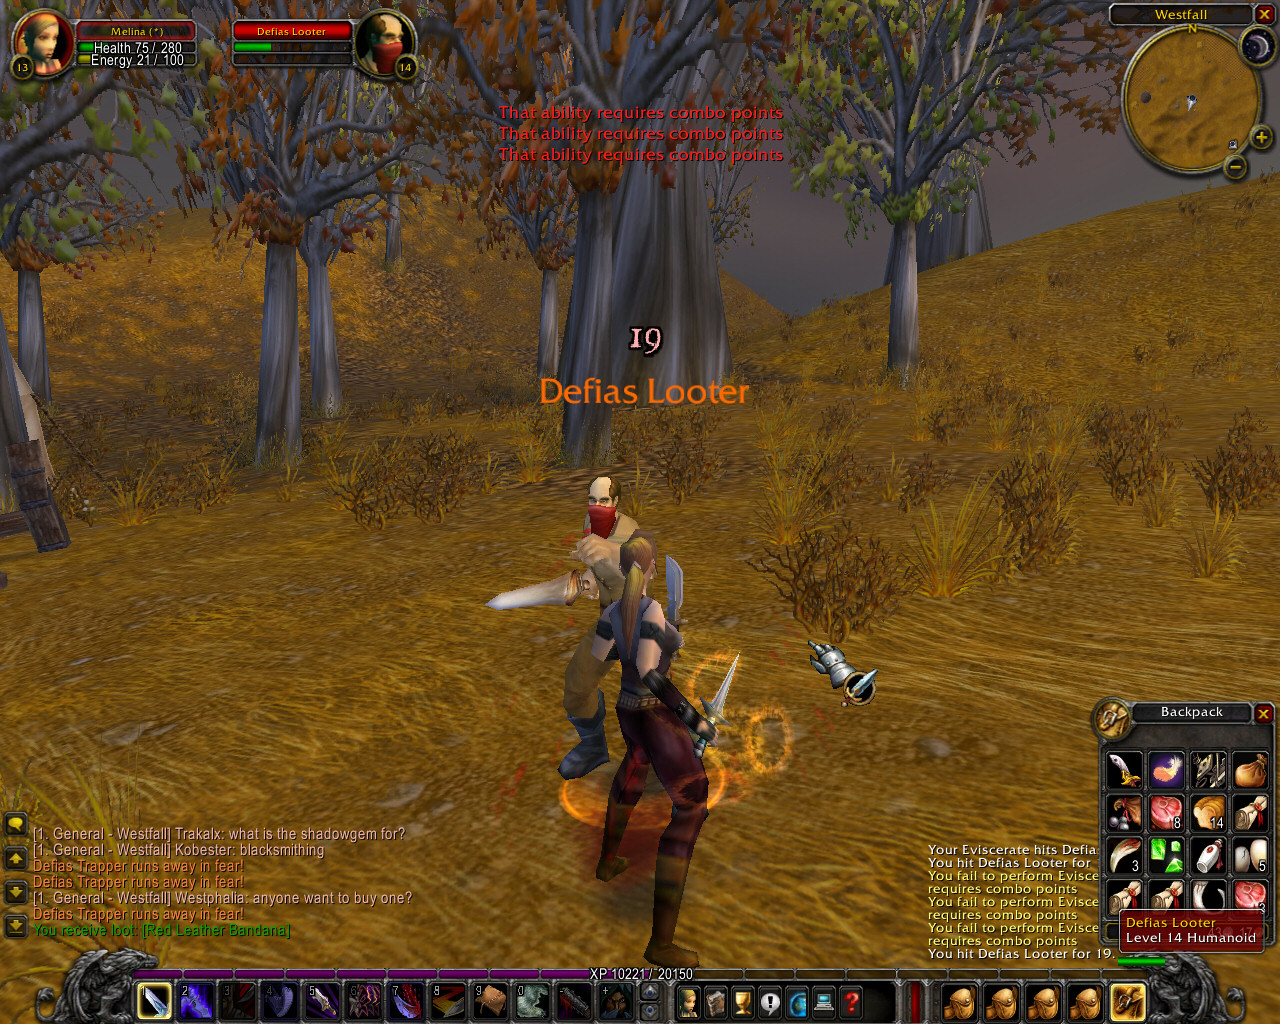 Melina (*)
Health 75 / 280
Energy 21 / 100
13
Defias Looter
14
Westfall
N
That ability requires combo points
That ability requires combo points
That ability requires combo points
19
Defias Looter
Backpack
8
14
3
5
3
[1. General - Westfall] Trakalx: what is the shadowgem for?
[1. General - Westfall] Kobester: blacksmithing
Defias Trapper runs away in fear!
Defias Trapper runs away in fear!
[1. General - Westfall] Westphalia: anyone want to buy one?
Defias Trapper runs away in fear!
You receive loot: [Red Leather Bandana]
Your Eviscerate hits Defia
You hit Defias Looter for
You fail to perform Evisce
requires combo points
You fail to perform Evisce
requires combo points
You fail to perform Evisce
requires combo points
You hit Defias Looter for 19.
Defias Looter
Level 14 Humanoid
XP 10221 / 20150
1
2
3
4
5
6
7
8
9
0
-
+